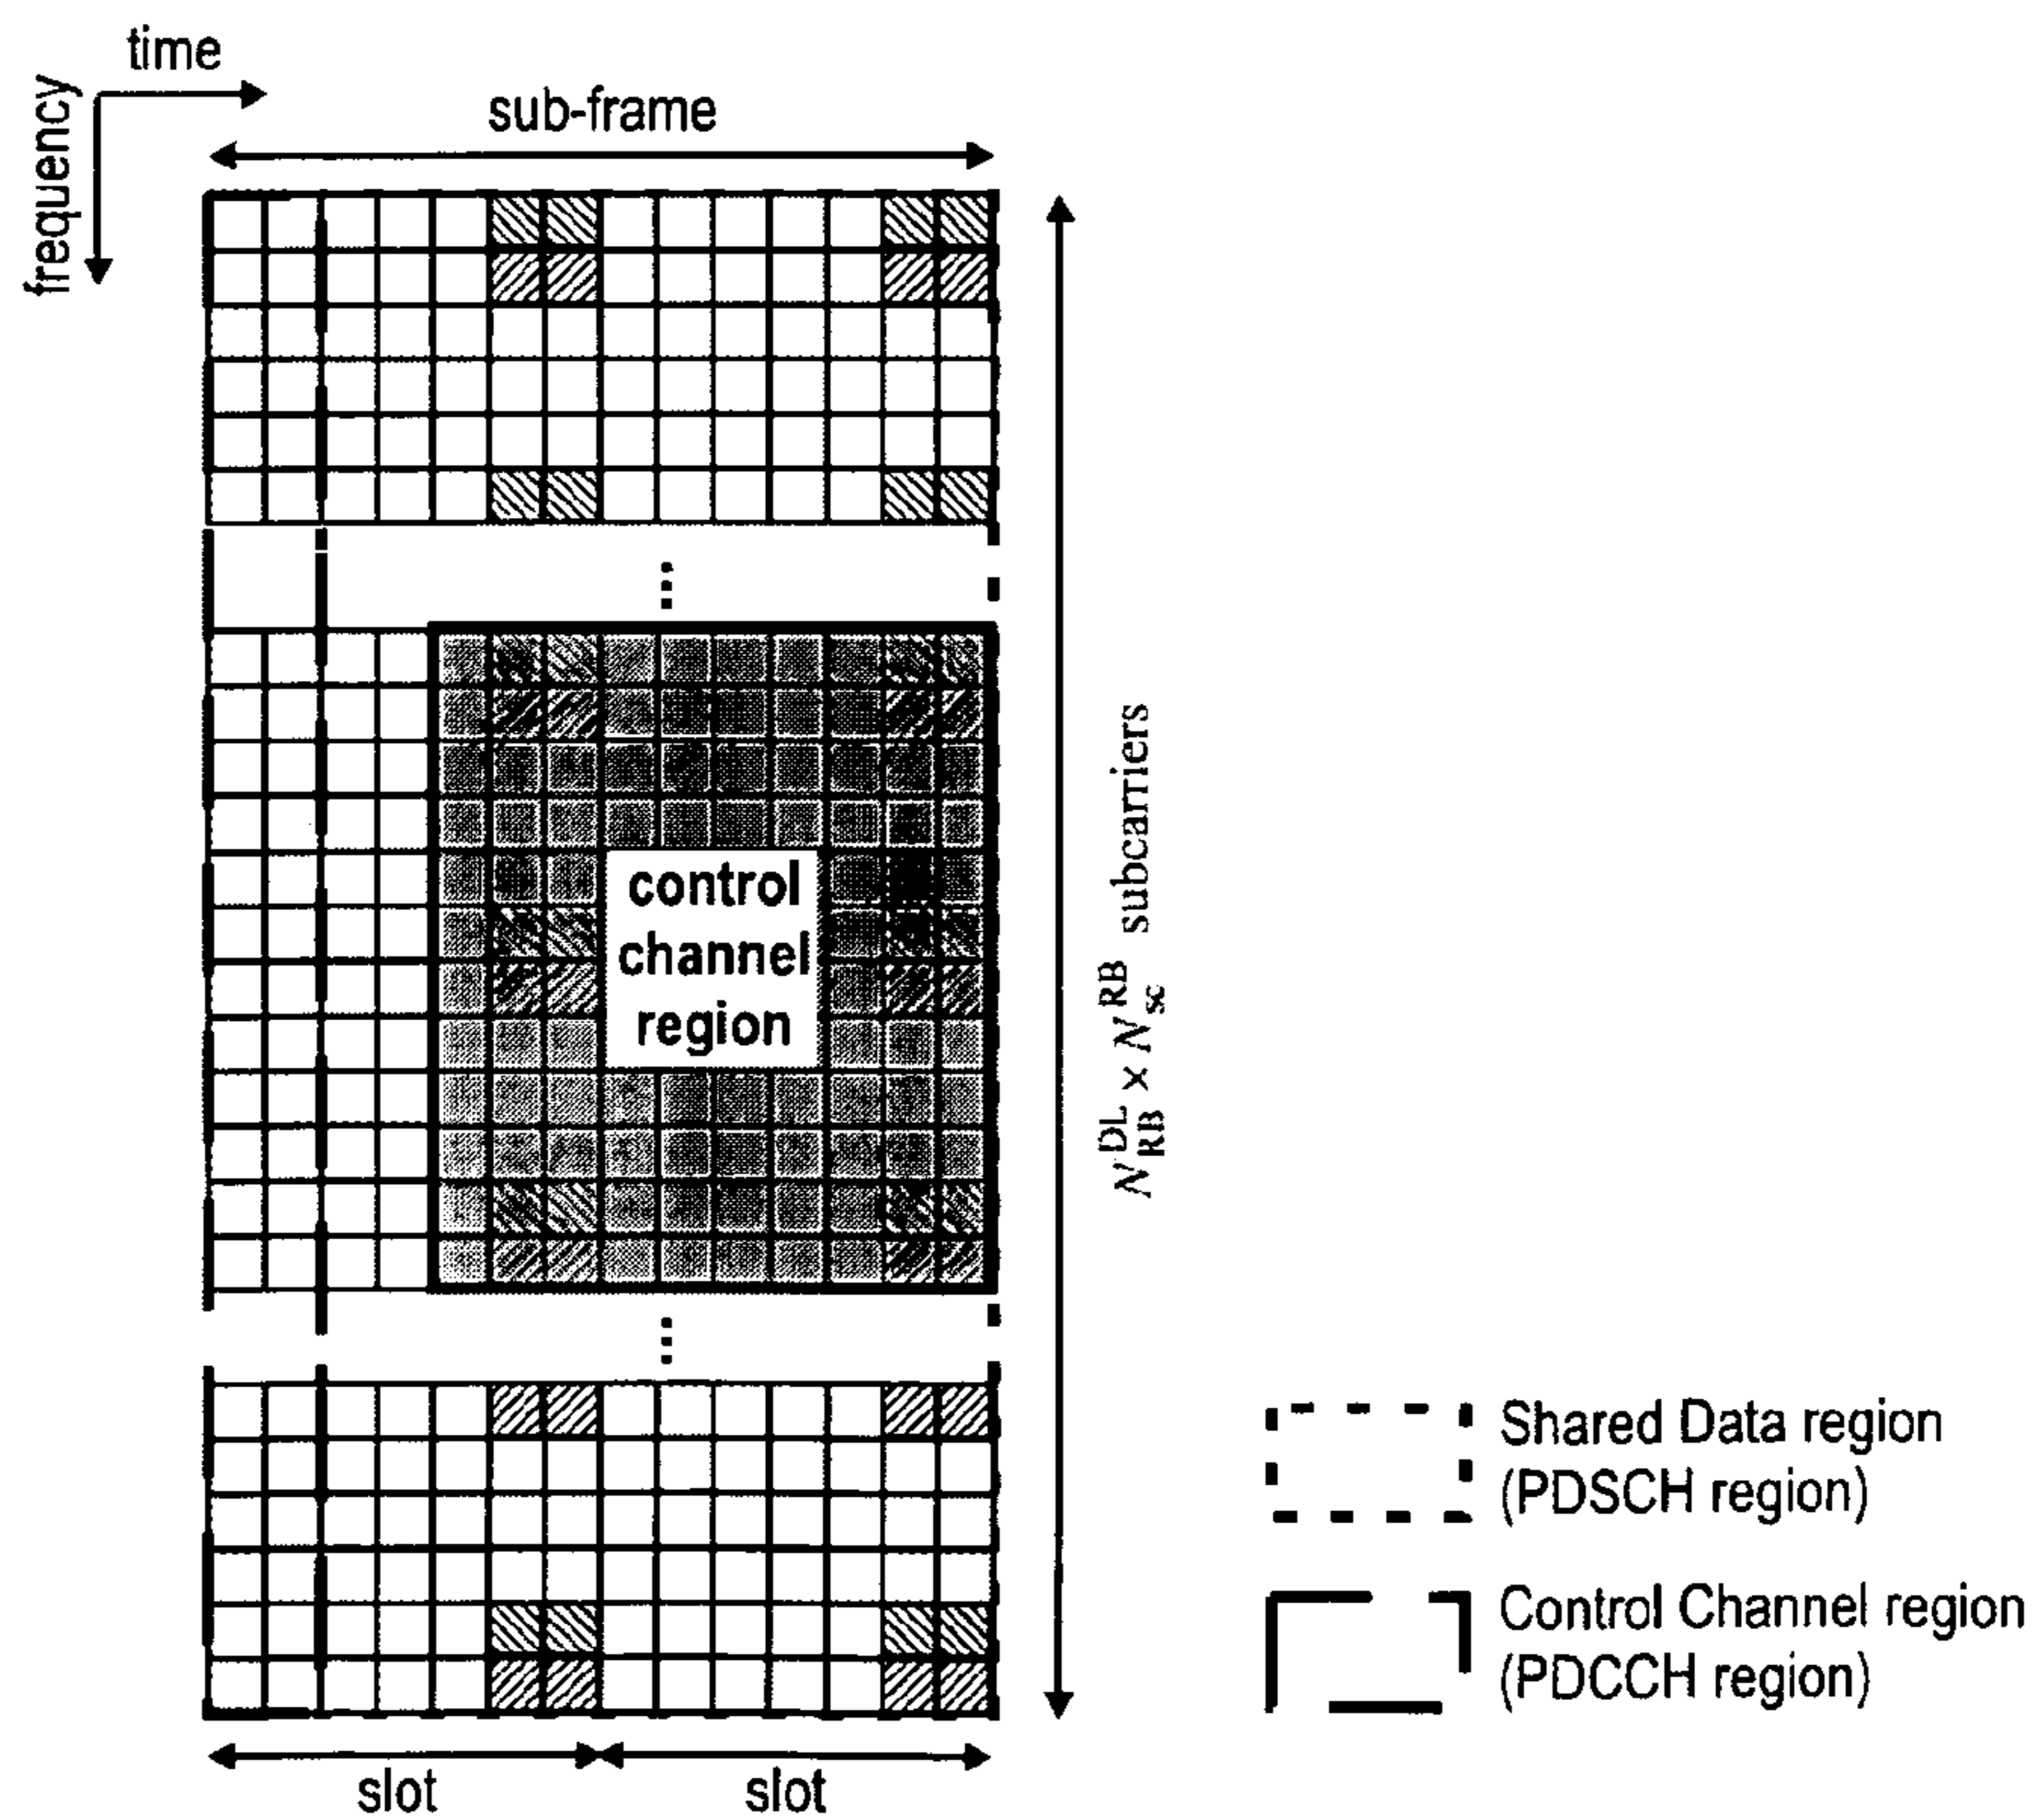 time
frequency
sub-frame
control
channel
region
N_RB^DL × N_sc^RB subcarriers
Shared Data region
(PDSCH region)
Control Channel region
(PDCCH region)
slot
slot